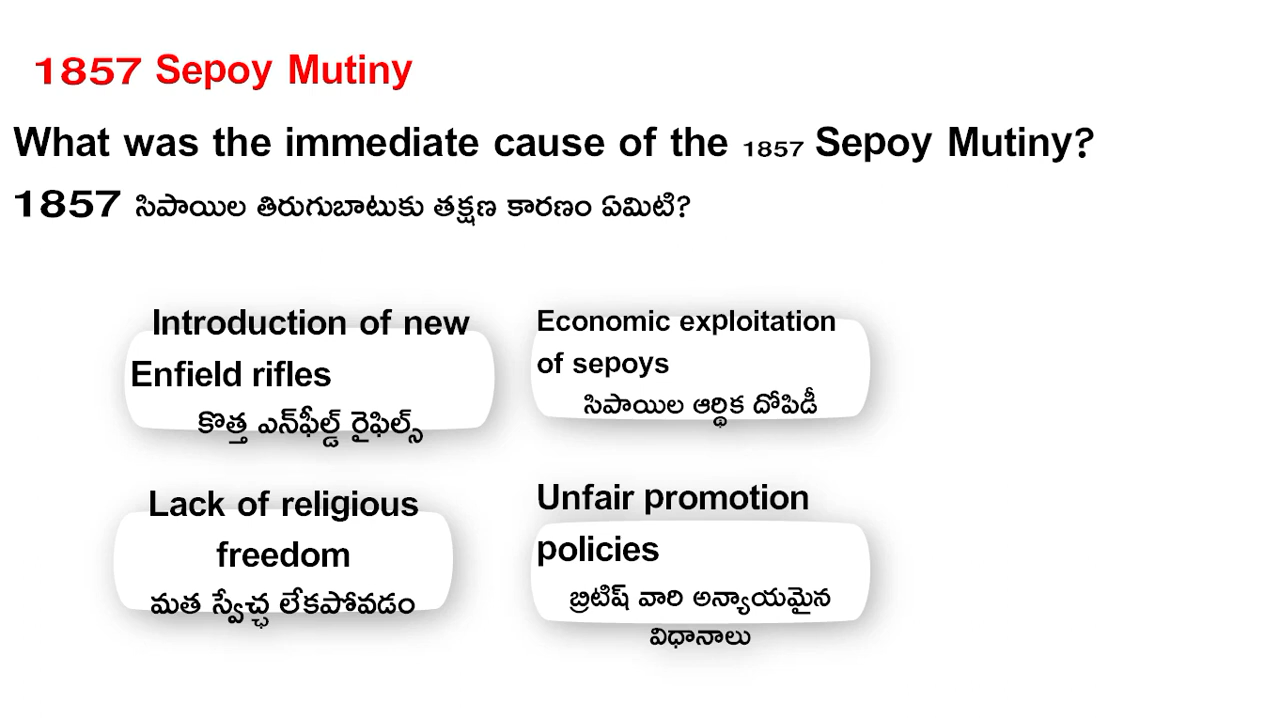 1857 Sepoy Mutiny
What was the immediate cause of the 1857 Sepoy Mutiny?
1857 సిపాయిల తిరుగుబాటుకు తక్షణ కారణం ఏమిటి?
Introduction of new
Enfield rifles
కొత్త ఎన్‌ఫీల్డ్ రైఫిల్స్
Economic exploitation
of sepoys
సిపాయిల ఆర్థిక దోపిడీ
Lack of religious
freedom
మత స్వేచ్ఛ లేకపోవడం
Unfair promotion
policies
బ్రిటిష్ వారి అన్యాయమైన
విధానాలు